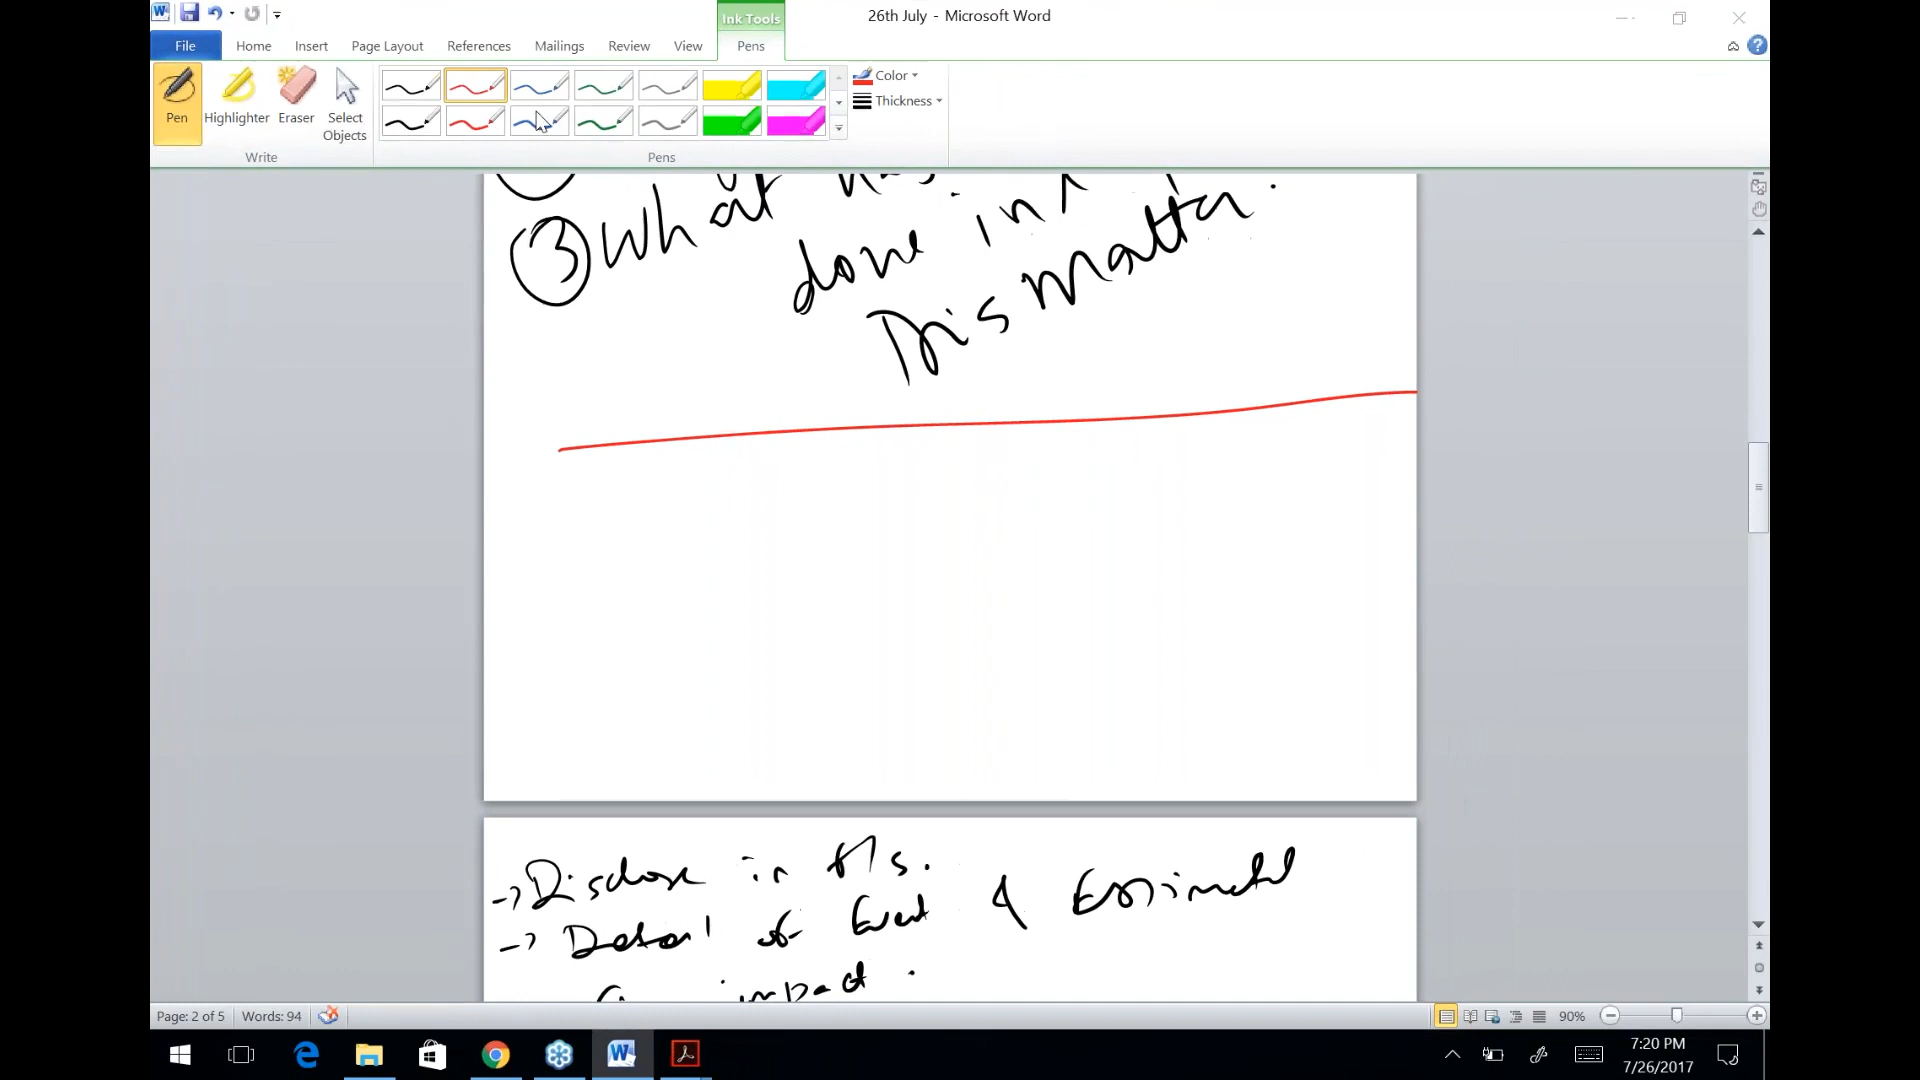 26th July - Microsoft Word
Ink Tools
File Home Insert Page Layout References Mailings Review View Pens
Pen Highlighter Eraser Select Objects
Color
Thickness
Write Pens
③ What
done in
This Matter.
→ Disclose in f/s.
→ Detail of Event & Estimated
impact.
Page: 2 of 5 Words: 94 90%
7:20 PM
7/26/2017